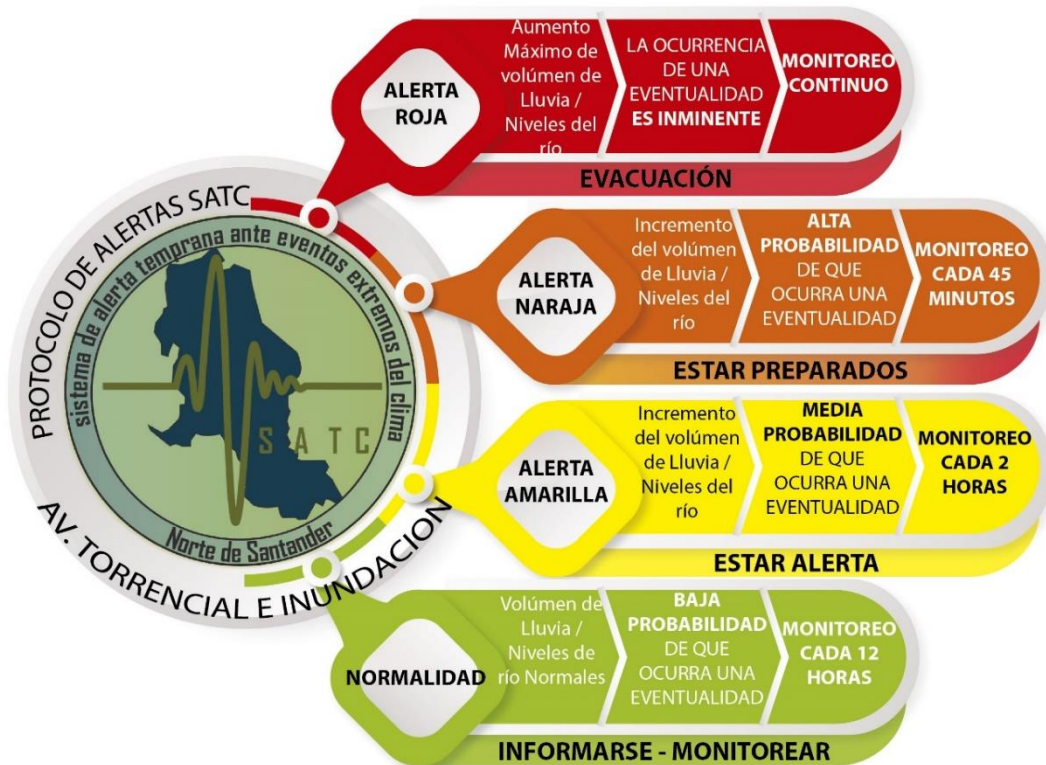 PROTOCOLO DE ALERTAS SATC
AV. TORRENCIAL E INUNDACION
sistema de alerta temprana ante eventos extremos del clima
SATC
Norte de Santander
ALERTA
ROJA
Aumento
Máximo de
volúmen de
Lluvia /
Niveles del
río
LA OCURRENCIA
DE UNA
EVENTUALIDAD
ES INMINENTE
MONITOREO
CONTINUO
EVACUACIÓN
ALERTA
NARAJA
Incremento
del volúmen
de Lluvia /
Niveles del
río
ALTA
PROBABILIDAD
DE QUE
OCURRA UNA
EVENTUALIDAD
MONITOREO
CADA 45
MINUTOS
ESTAR PREPARADOS
ALERTA
AMARILLA
Incremento
del volúmen
de Lluvia /
Niveles del
río
MEDIA
PROBABILIDAD
DE QUE
OCURRA UNA
EVENTUALIDAD
MONITOREO
CADA 2
HORAS
ESTAR ALERTA
NORMALIDAD
Volúmen de
Lluvia /
Niveles de
río Normales
BAJA
PROBABILIDAD
DE QUE
OCURRA UNA
EVENTUALIDAD
MONITOREO
CADA 12
HORAS
INFORMARSE - MONITOREAR